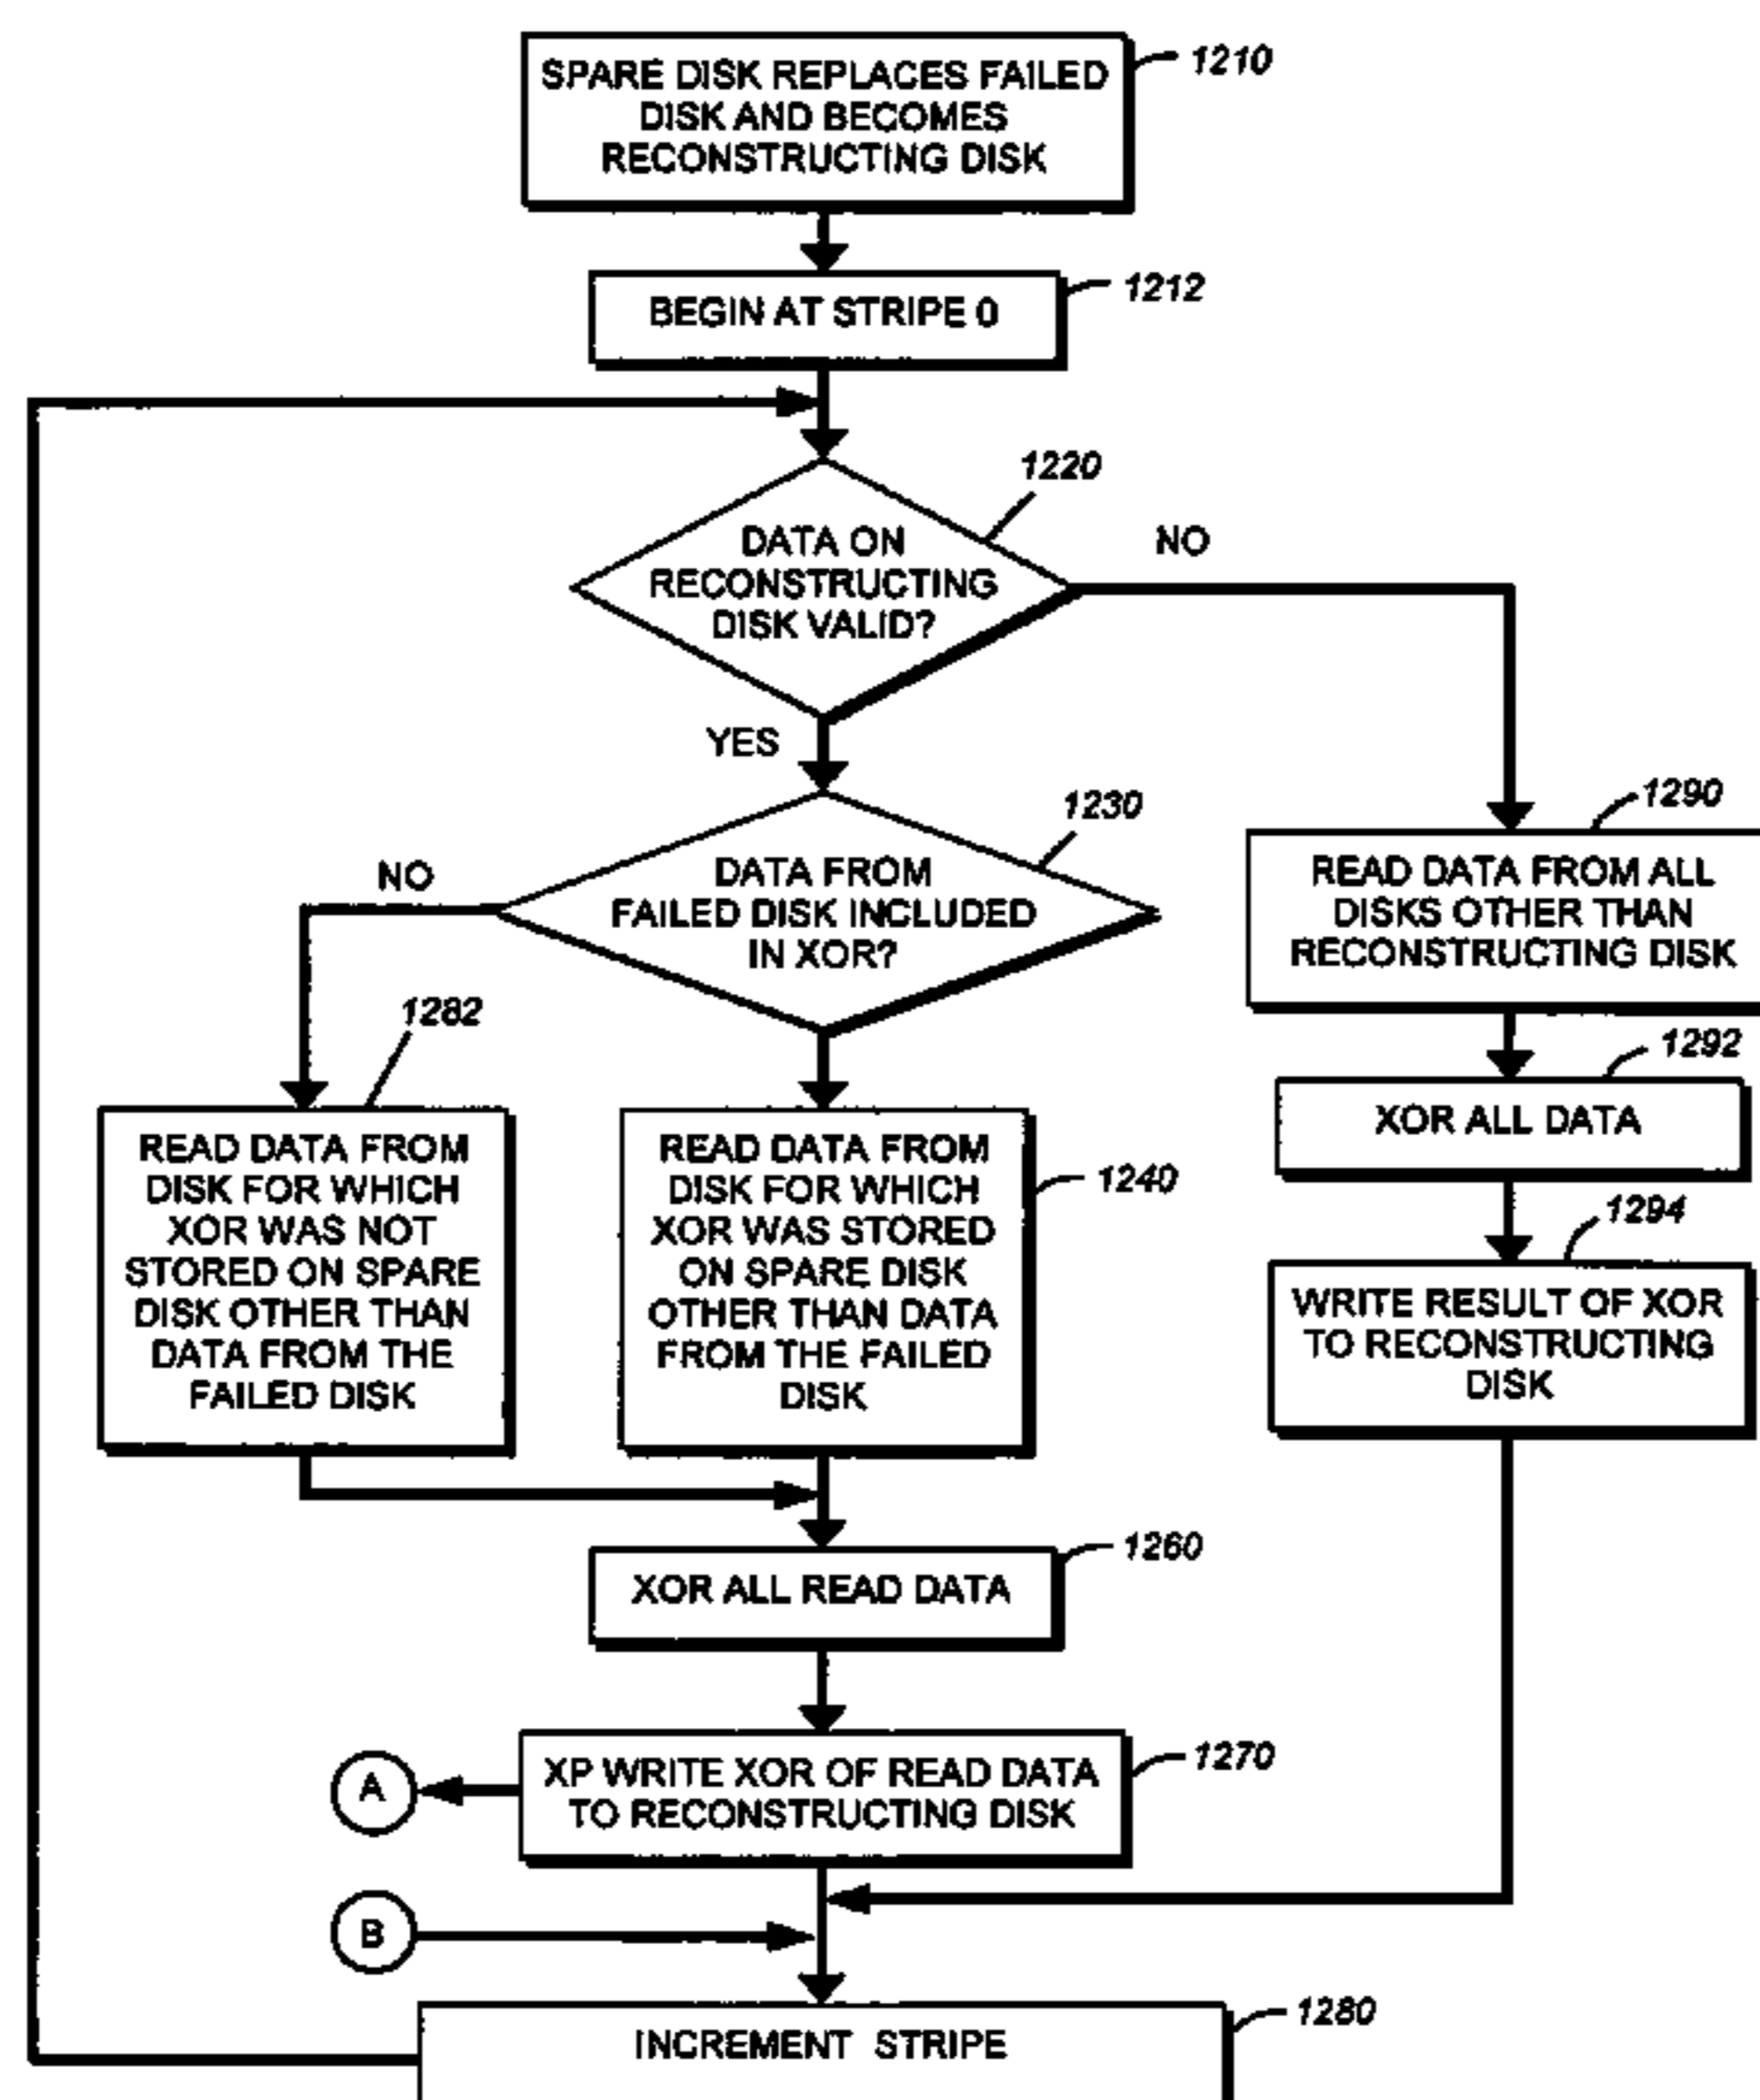 SPARE DISK REPLACES FAILED
DISK AND BECOMES
RECONSTRUCTING DISK
1210
BEGIN AT STRIPE 0
1212
1220
DATA ON
RECONSTRUCTING
DISK VALID?
NO
YES
1230
DATA FROM
FAILED DISK INCLUDED
IN XOR?
NO
1290
READ DATA FROM ALL
DISKS OTHER THAN
RECONSTRUCTING DISK
1282
READ DATA FROM
DISK FOR WHICH
XOR WAS NOT
STORED ON SPARE
DISK OTHER THAN
DATA FROM THE
FAILED DISK
READ DATA FROM
DISK FOR WHICH
XOR WAS STORED
ON SPARE DISK
OTHER THAN DATA
FROM THE FAILED
DISK
1240
1292
XOR ALL DATA
1294
WRITE RESULT OF XOR
TO RECONSTRUCTING
DISK
XOR ALL READ DATA
1260
A
XP WRITE XOR OF READ DATA
TO RECONSTRUCTING DISK
1270
B
INCREMENT STRIPE
1280